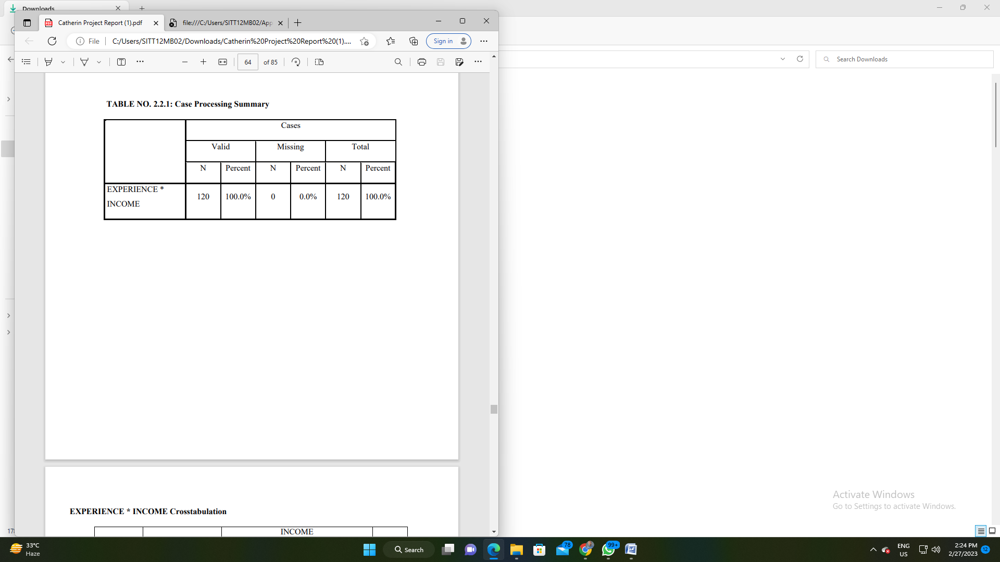 Downloads
Catherin Project Report (1).pdf
file:///C:/Users/SITT12MB02/App
File
C:/Users/SITT12MB02/Downloads/Catherin%20Project%20Report%20(1)....
Sign in
64 of 85
Search Downloads
TABLE NO. 2.2.1: Case Processing Summary
Cases
Valid Missing Total
N Percent N Percent N Percent
EXPERIENCE *
INCOME
120 100.0% 0 0.0% 120 100.0%
EXPERIENCE * INCOME Crosstabulation
INCOME
Activate Windows
Go to Settings to activate Windows.
33°C
Haze
Search
78
99+
ENG
US
2:24 PM
2/27/2023
12